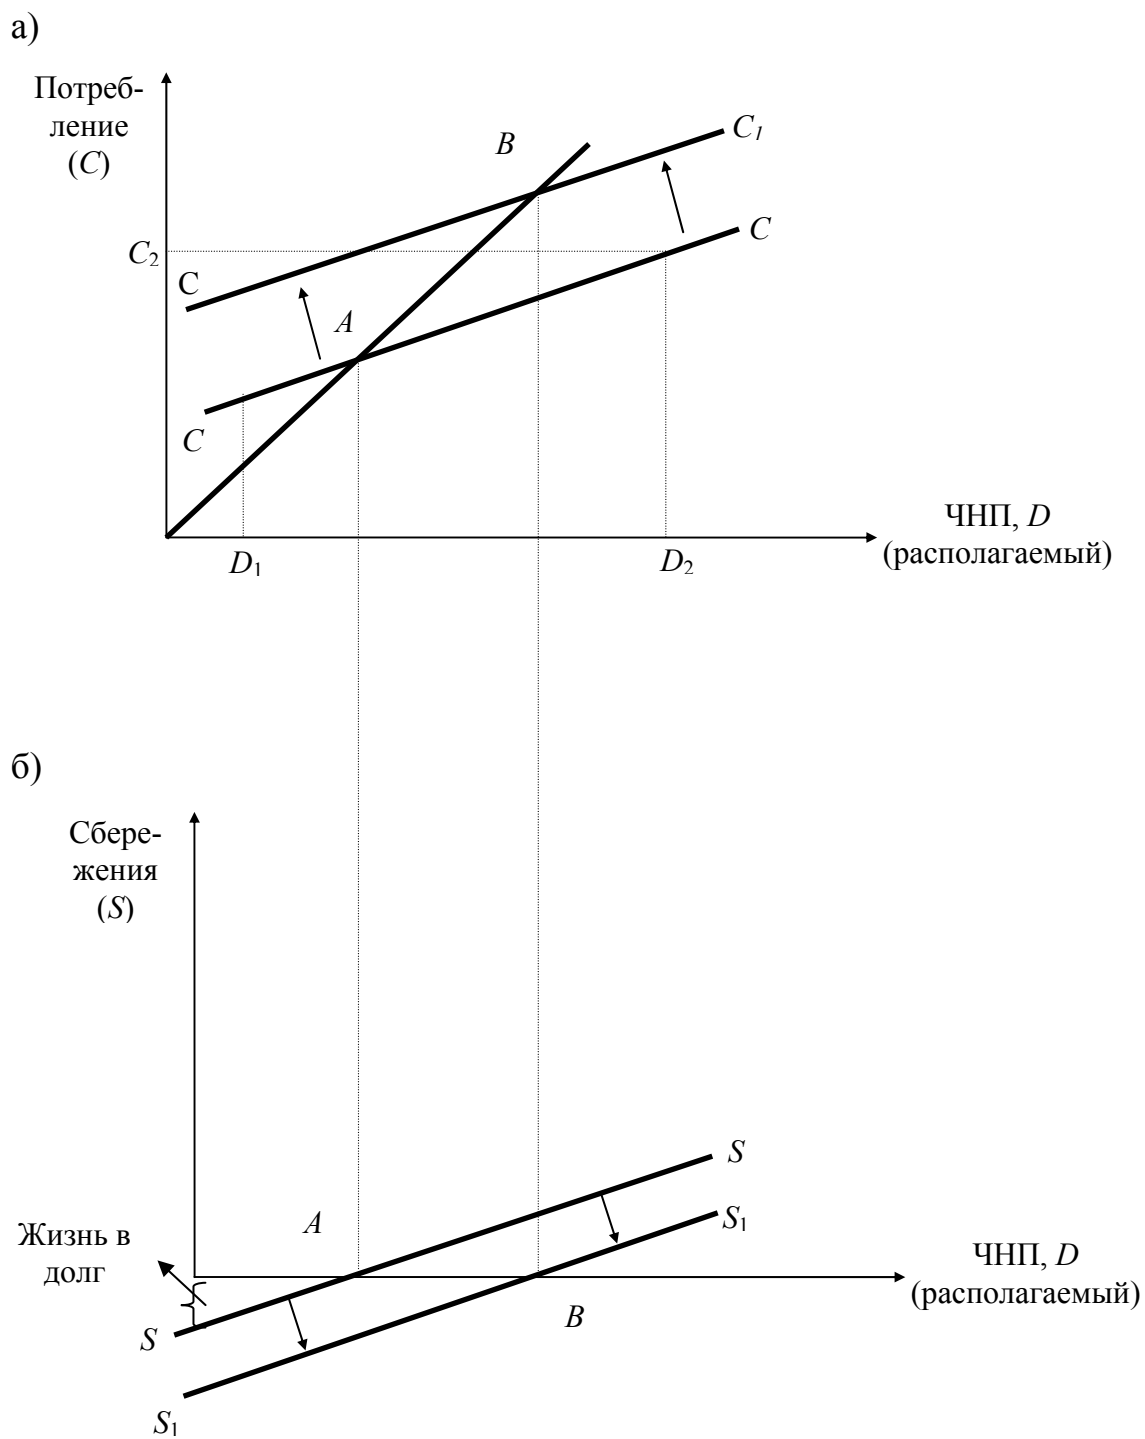 а)
Потреб-
ление
(C)
B
C₁
C
C₂
С
A
C
ЧНП, D
(располагаемый)
D₁
D₂
б)
Сбере-
жения
(S)
S
A
S₁
Жизнь в
долг
ЧНП, D
(располагаемый)
B
S
S₁